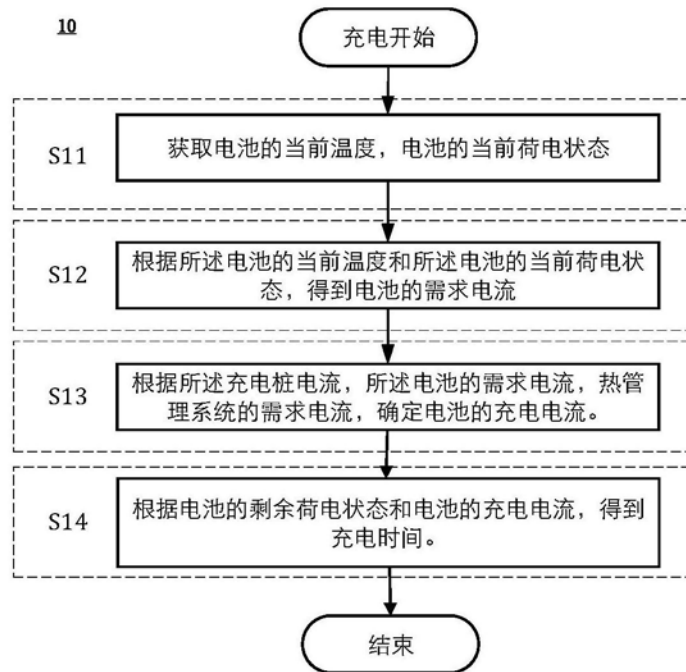 10
充电开始
S11
获取电池的当前温度，电池的当前荷电状态
S12
根据所述电池的当前温度和所述电池的当前荷电状
态，得到电池的需求电流
S13
根据所述充电桩电流，所述电池的需求电流，热管
理系统的需求电流，确定电池的充电电流。
S14
根据电池的剩余荷电状态和电池的充电电流，得到
充电时间。
结束